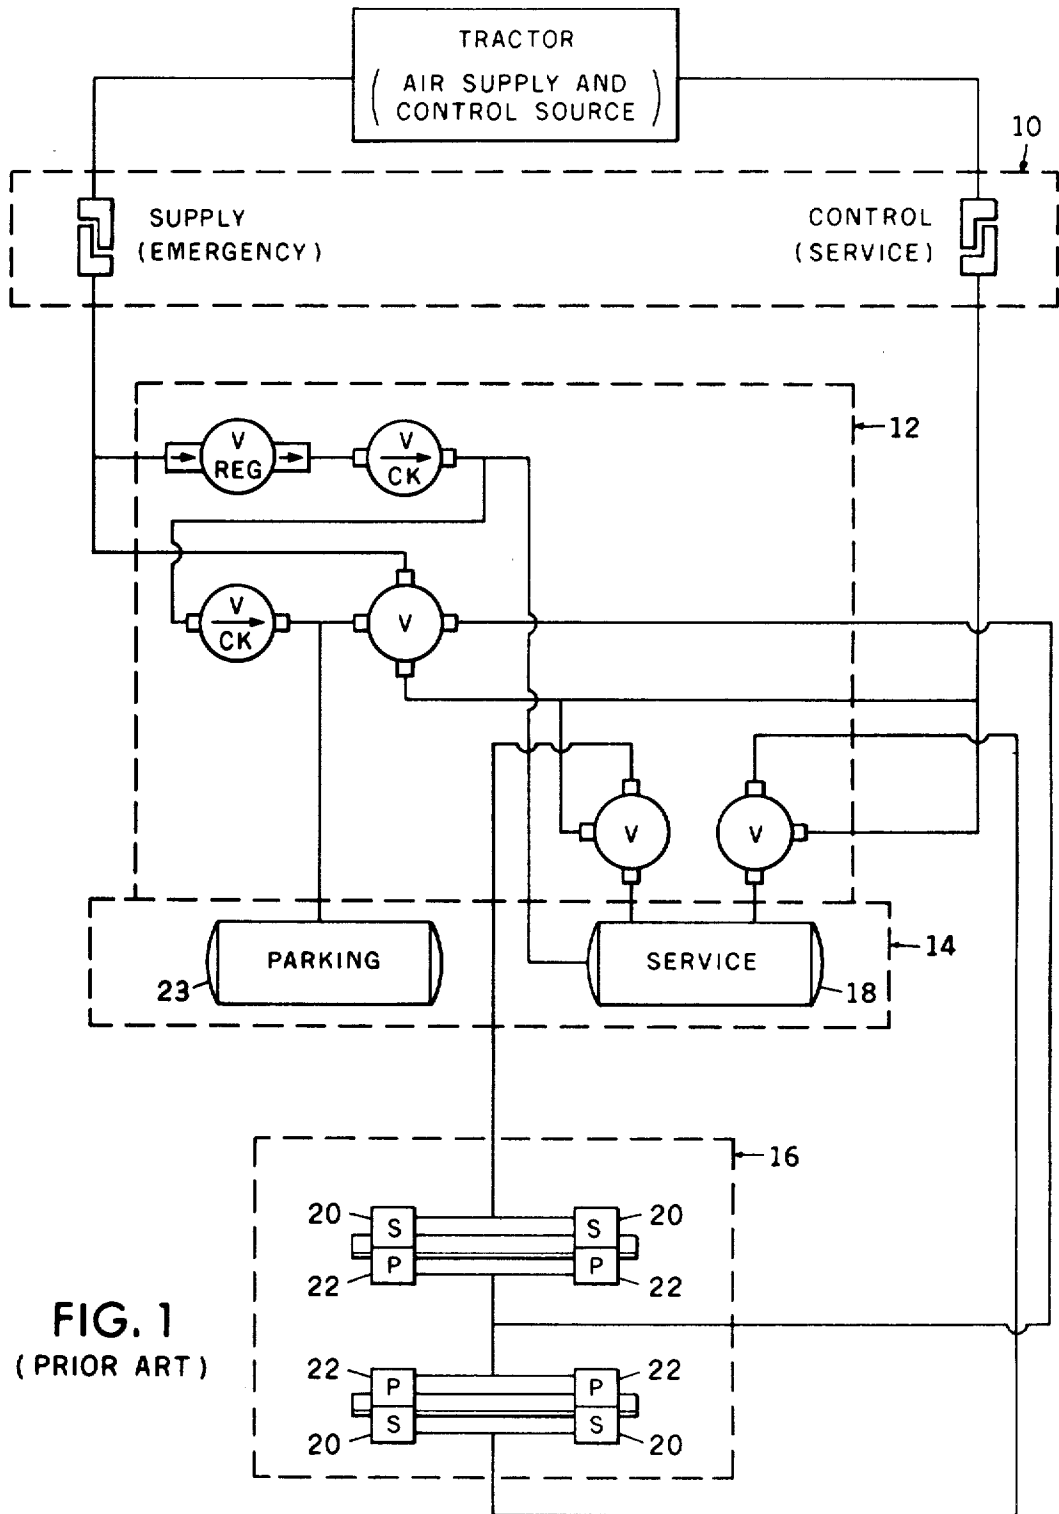 TRACTOR
(AIR SUPPLY AND
CONTROL SOURCE)
10
SUPPLY
(EMERGENCY)
CONTROL
(SERVICE)
12
V
REG
V
CK
V
CK
V
V
V
14
PARKING
23
SERVICE
18
16
20
S
S
20
22
P
P
22
22
P
P
22
20
S
S
20
FIG. 1
(PRIOR ART)